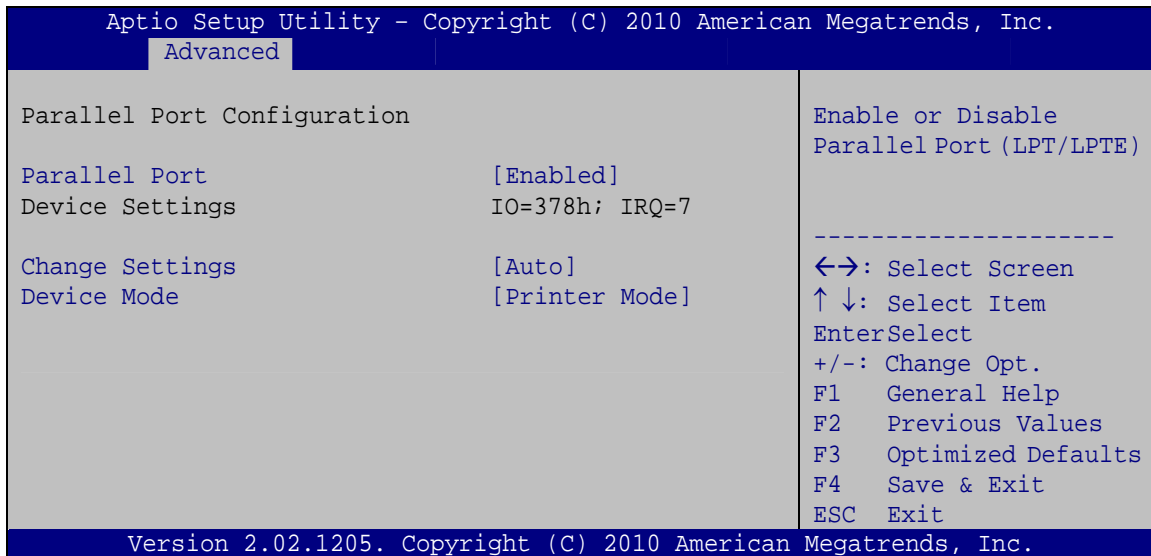 Aptio Setup Utility – Copyright (C) 2010 American Megatrends, Inc.
Advanced
Parallel Port Configuration
Parallel Port [Enabled]
Device Settings IO=378h; IRQ=7
Change Settings [Auto]
Device Mode [Printer Mode]
Enable or Disable
Parallel Port (LPT/LPTE)
---------------------
←→: Select Screen
↑ ↓: Select Item
EnterSelect
+/-: Change Opt.
F1 General Help
F2 Previous Values
F3 Optimized Defaults
F4 Save & Exit
ESC Exit
Version 2.02.1205. Copyright (C) 2010 American Megatrends, Inc.